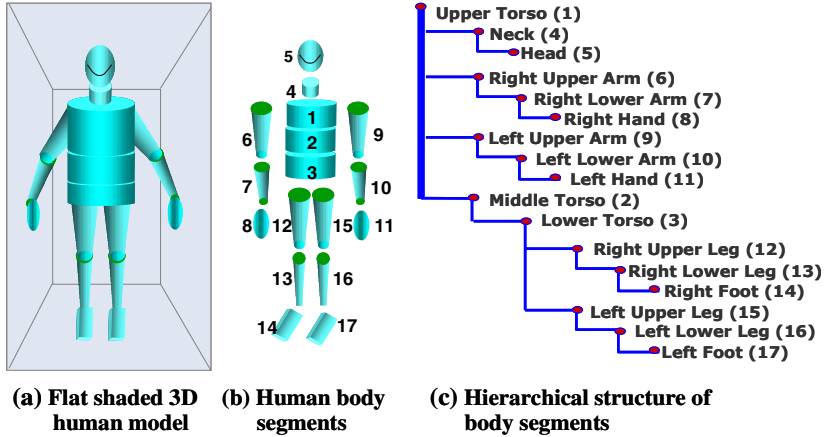 5
4
1
2
3
6
9
7
10
8
12
15
11
13
16
14
17
Upper Torso (1)
Neck (4)
Head (5)
Right Upper Arm (6)
Right Lower Arm (7)
Right Hand (8)
Left Upper Arm (9)
Left Lower Arm (10)
Left Hand (11)
Middle Torso (2)
Lower Torso (3)
Right Upper Leg (12)
Right Lower Leg (13)
Right Foot (14)
Left Upper Leg (15)
Left Lower Leg (16)
Left Foot (17)
(a) Flat shaded 3D
human model
(b) Human body
segments
(c) Hierarchical structure of
body segments